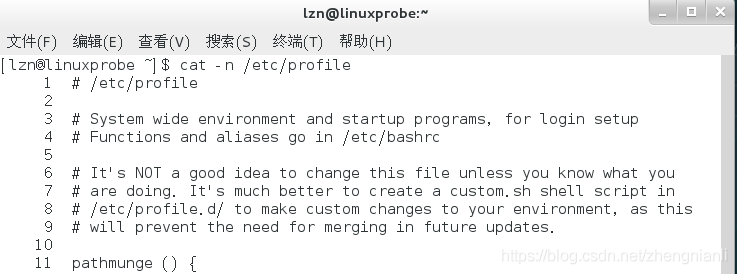 lzn@linuxprobe:~
文件(F) 编辑(E) 查看(V) 搜索(S) 终端(T) 帮助(H)
[lzn@linuxprobe ~]$ cat -n /etc/profile
1 # /etc/profile
2
3 # System wide environment and startup programs, for login setup
4 # Functions and aliases go in /etc/bashrc
5
6 # It's NOT a good idea to change this file unless you know what you
7 # are doing. It's much better to create a custom.sh shell script in
8 # /etc/profile.d/ to make custom changes to your environment, as this
9 # will prevent the need for merging in future updates.
10
https://blog.csdn.net/zhengnianli
11 pathmunge () {